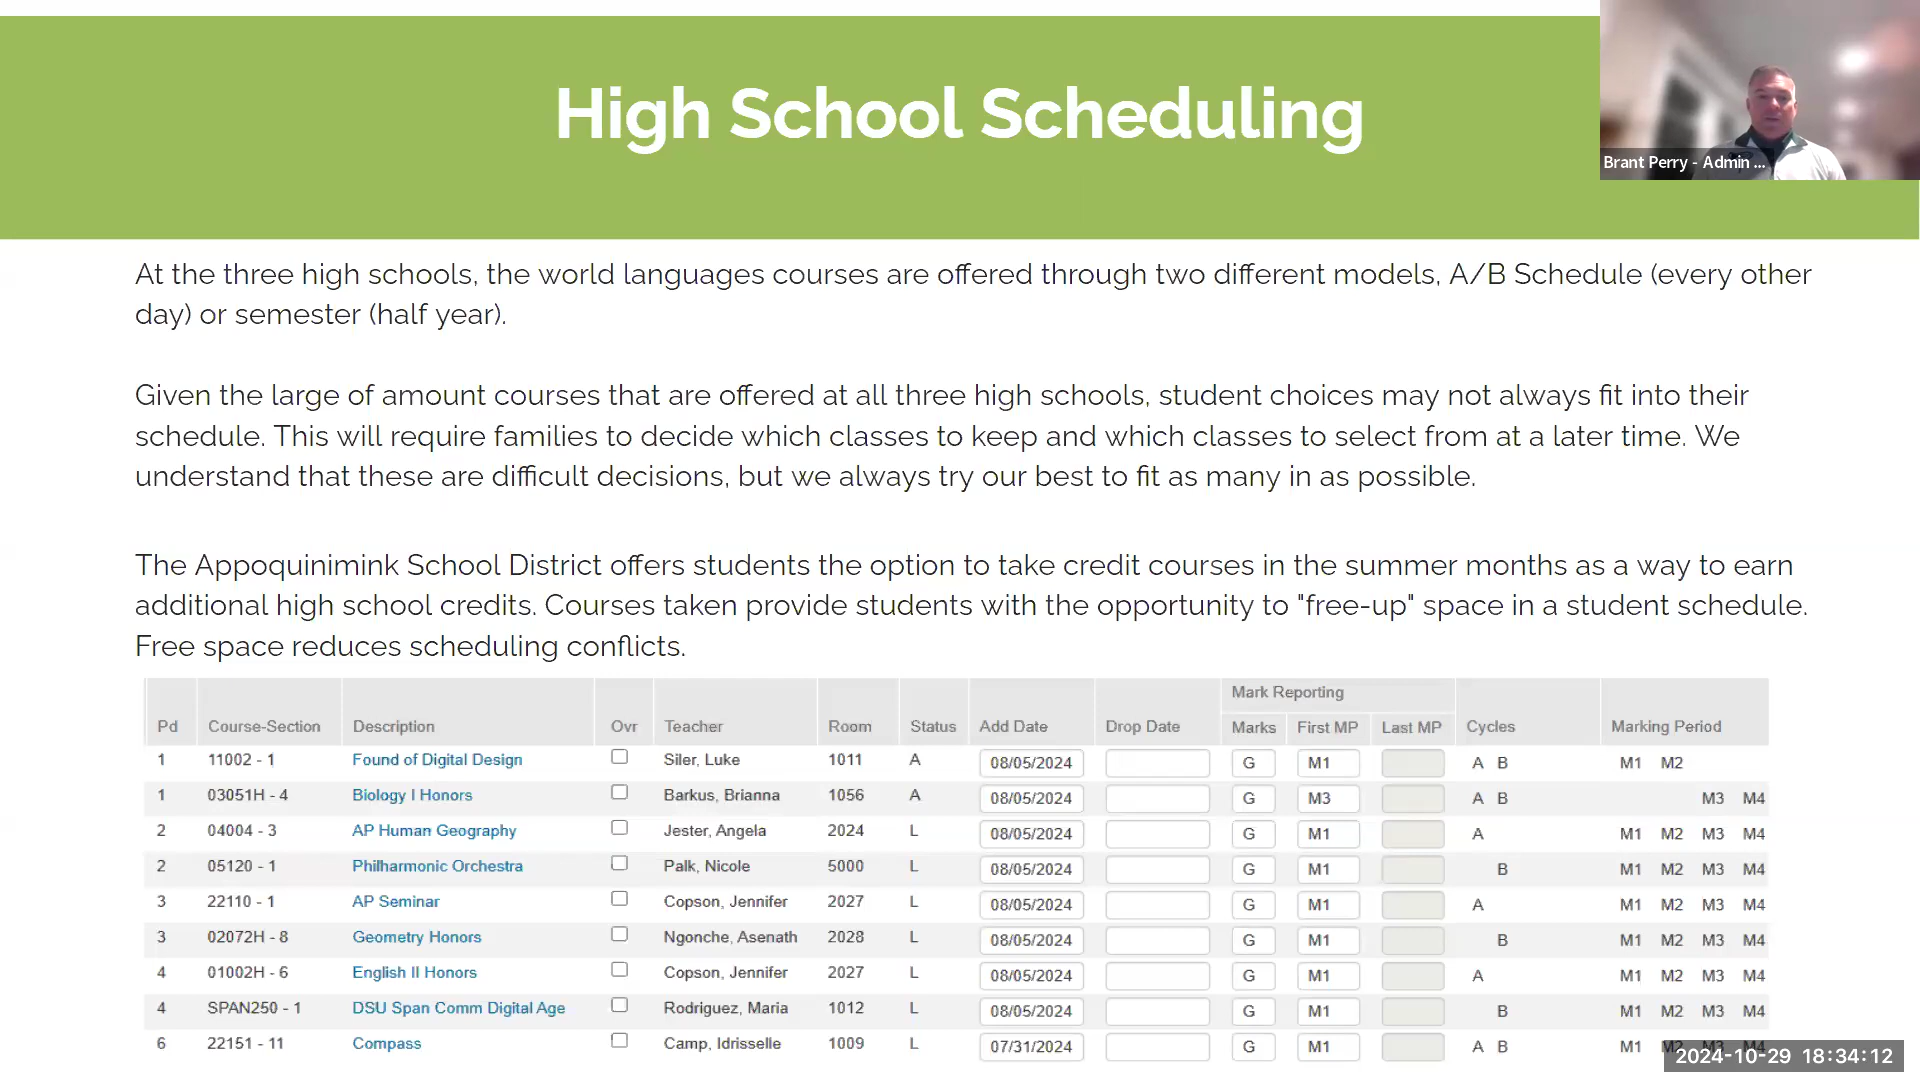 High School Scheduling
Brant Perry - Admin ...
At the three high schools, the world languages courses are offered through two different models, A/B Schedule (every other
day) or semester (half year).
Given the large of amount courses that are offered at all three high schools, student choices may not always fit into their
schedule. This will require families to decide which classes to keep and which classes to select from at a later time. We
understand that these are difficult decisions, but we always try our best to fit as many in as possible.
The Appoquinimink School District offers students the option to take credit courses in the summer months as a way to earn
additional high school credits. Courses taken provide students with the opportunity to "free-up" space in a student schedule.
Free space reduces scheduling conflicts.
Mark Reporting
Pd Course-Section Description Ovr Teacher Room Status Add Date Drop Date Marks First MP Last MP Cycles Marking Period
1 11002 - 1 Found of Digital Design Siler, Luke 1011 A 08/05/2024 G M1 A B M1 M2
1 03051H - 4 Biology I Honors Barkus, Brianna 1056 A 08/05/2024 G M3 A B M3 M4
2 04004 - 3 AP Human Geography Jester, Angela 2024 L 08/05/2024 G M1 A M1 M2 M3 M4
2 05120 - 1 Philharmonic Orchestra Palk, Nicole 5000 L 08/05/2024 G M1 B M1 M2 M3 M4
3 22110 - 1 AP Seminar Copson, Jennifer 2027 L 08/05/2024 G M1 A M1 M2 M3 M4
3 02072H - 8 Geometry Honors Ngonche, Asenath 2028 L 08/05/2024 G M1 B M1 M2 M3 M4
4 01002H - 6 English II Honors Copson, Jennifer 2027 L 08/05/2024 G M1 A M1 M2 M3 M4
4 SPAN250 - 1 DSU Span Comm Digital Age Rodriguez, Maria 1012 L 08/05/2024 G M1 B M1 M2 M3 M4
6 22151 - 11 Compass Camp, Idrisselle 1009 L 07/31/2024 G M1 A B M1 M2 M3 M4
2024-10-29 18:34:12